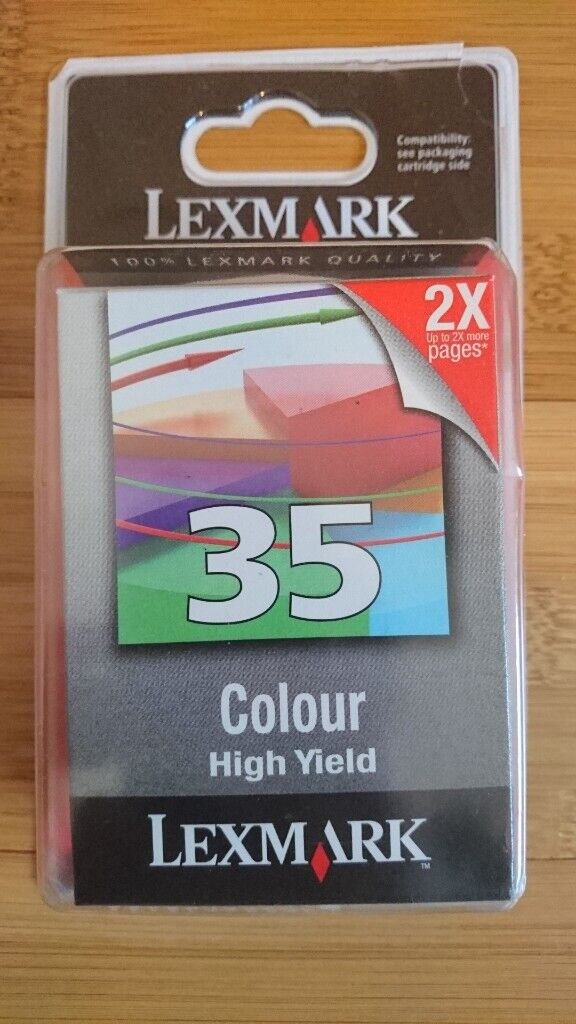 Compatibility:
see packaging
cartridge side
LEXMARK
100% LEXMARK QUALITY
2X
Up to 2X more
pages*
35
Colour
High Yield
LEXMARK™